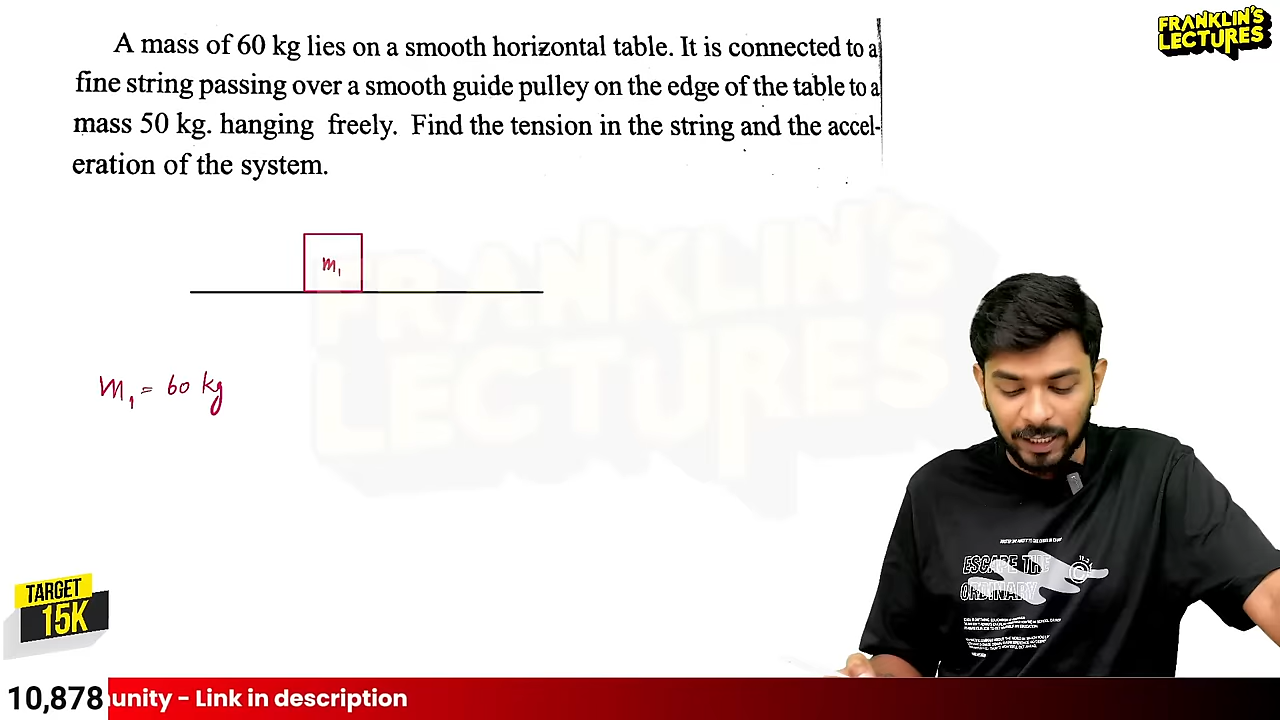 FRANKLIN'S
LECTURES
A mass of 60 kg lies on a smooth horizontal table. It is connected to a
fine string passing over a smooth guide pulley on the edge of the table to a
mass 50 kg. hanging freely. Find the tension in the string and the accel-
eration of the system.
FRANKLIN'S
LECTURES
m₁
m₁ = 60 kg
ESCAPE THE
ORDINARY
TARGET
15K
10,878
unity - Link in description